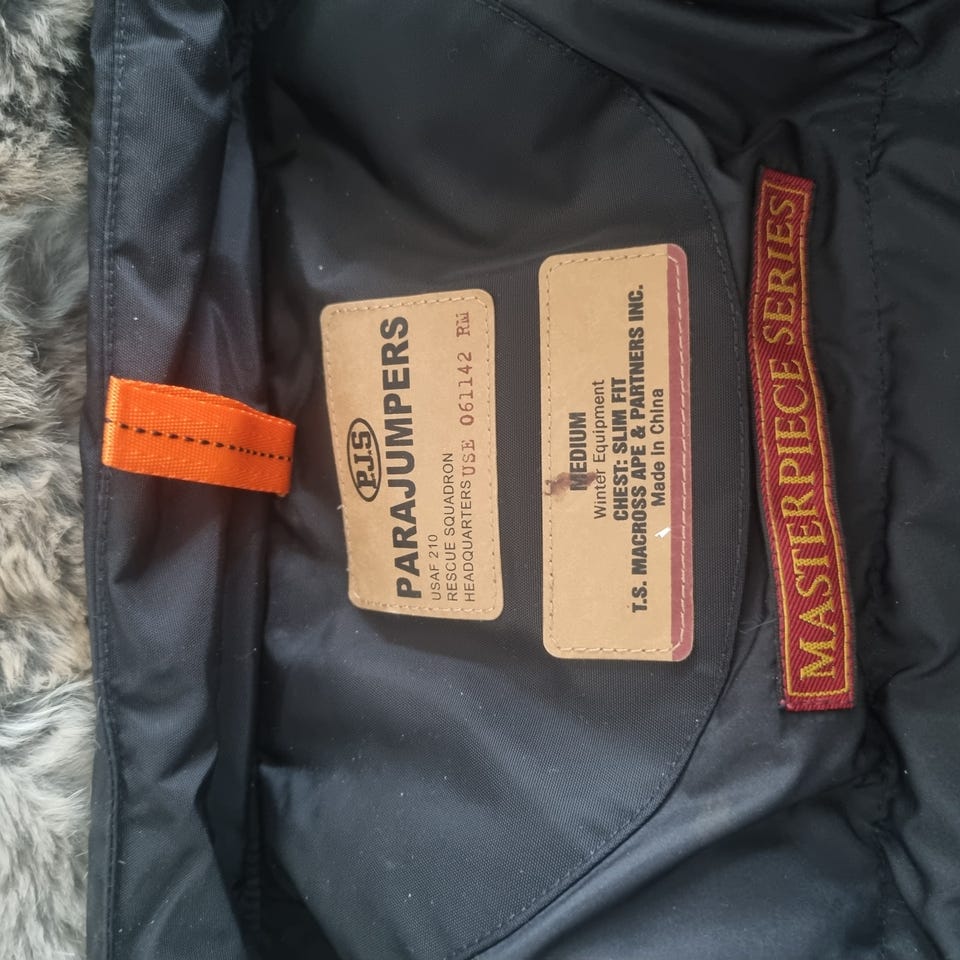 P.J.S
PARAJUMPERS
USAF 210
RESCUE SQUADRON
HEADQUARTERS USE 061142 RM
MEDIUM
Winter Equipment
CHEST: SLIM FIT
T.S. MACROSS APE & PARTNERS INC.
Made In China
MASTERPIECE SERIES